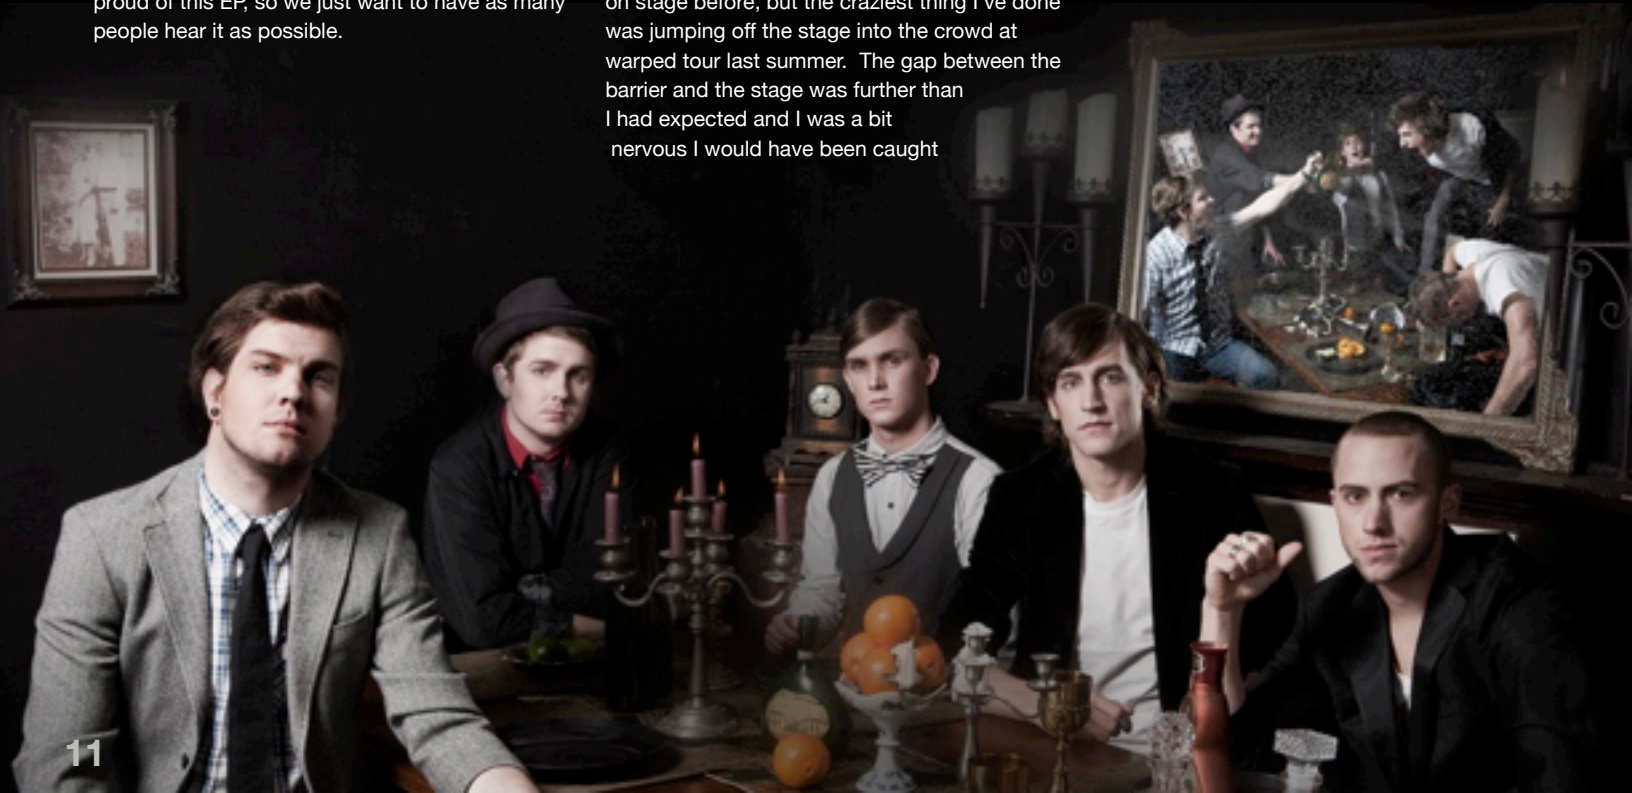 proud of this EP, so we just want to have as many
people hear it as possible.
on stage before, but the craziest thing I've done
was jumping off the stage into the crowd at
warped tour last summer.  The gap between the
barrier and the stage was further than
I had expected and I was a bit
nervous I would have been caught
11